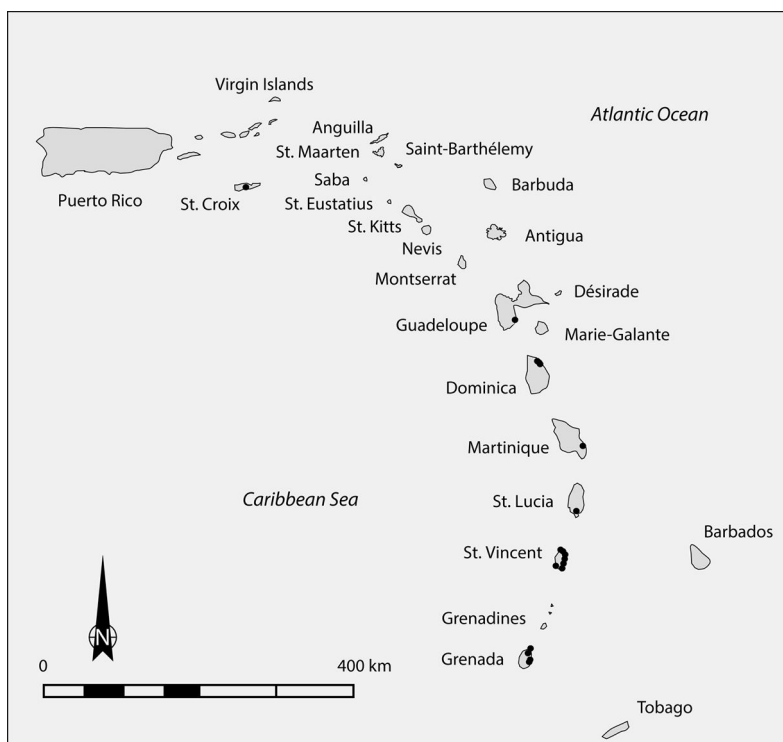 Virgin Islands
Atlantic Ocean
Anguilla
St. Maarten
Saint-Barthélemy
Saba
Barbuda
Puerto Rico
St. Croix
St. Eustatius
St. Kitts
Antigua
Nevis
Montserrat
Désirade
Guadeloupe
Marie-Galante
Dominica
Martinique
Caribbean Sea
St. Lucia
Barbados
St. Vincent
Grenadines
N
Grenada
0
400 km
Tobago